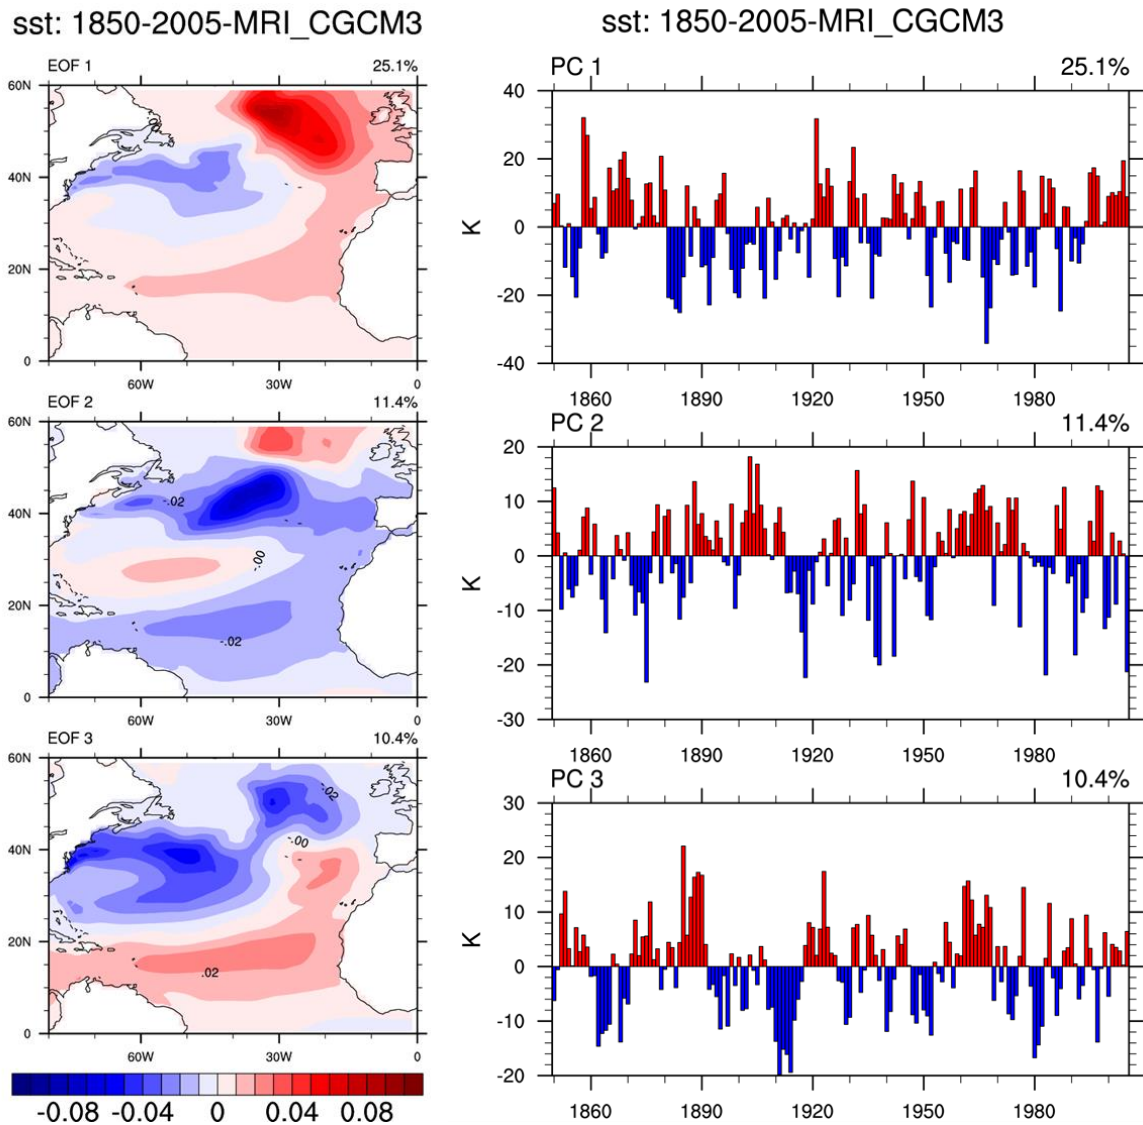 sst: 1850-2005-MRI_CGCM3
EOF 1 25.1%
60N
40N
20N
0
60W 30W 0
EOF 2 11.4%
60N
-.02
40N
-.00
20N
-.02
0
60W 30W 0
EOF 3 10.4%
60N
-.02
40N
-.00
20N
.02
0
60W 30W 0
-0.08 -0.04 0 0.04 0.08
sst: 1850-2005-MRI_CGCM3
PC 1 25.1%
40
20
K
0
-20
-40
1860 1890 1920 1950 1980
PC 2 11.4%
20
10
0
K
-10
-20
-30
1860 1890 1920 1950 1980
PC 3 10.4%
30
20
10
K
0
-10
-20
1860 1890 1920 1950 1980